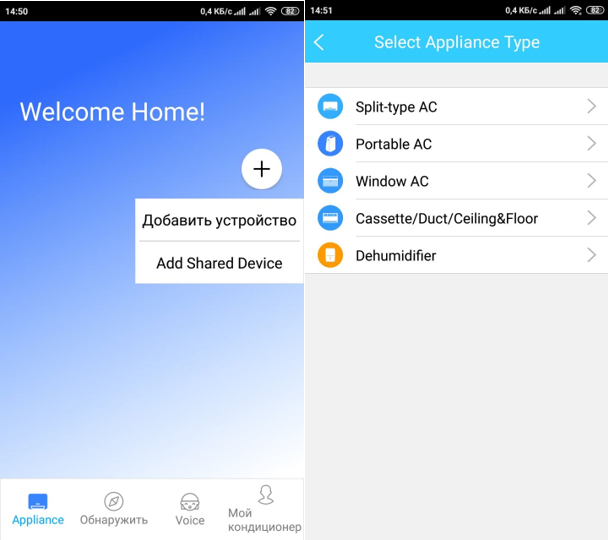 14:50 0,4 КБ/с 82
Welcome Home!
+
Добавить устройство
Add Shared Device
Appliance
Обнаружить
Voice
Мой
кондиционер
14:51 0,4 КБ/с 82
Select Appliance Type
Split-type AC
Portable AC
Window AC
Cassette/Duct/Ceiling&Floor
Dehumidifier